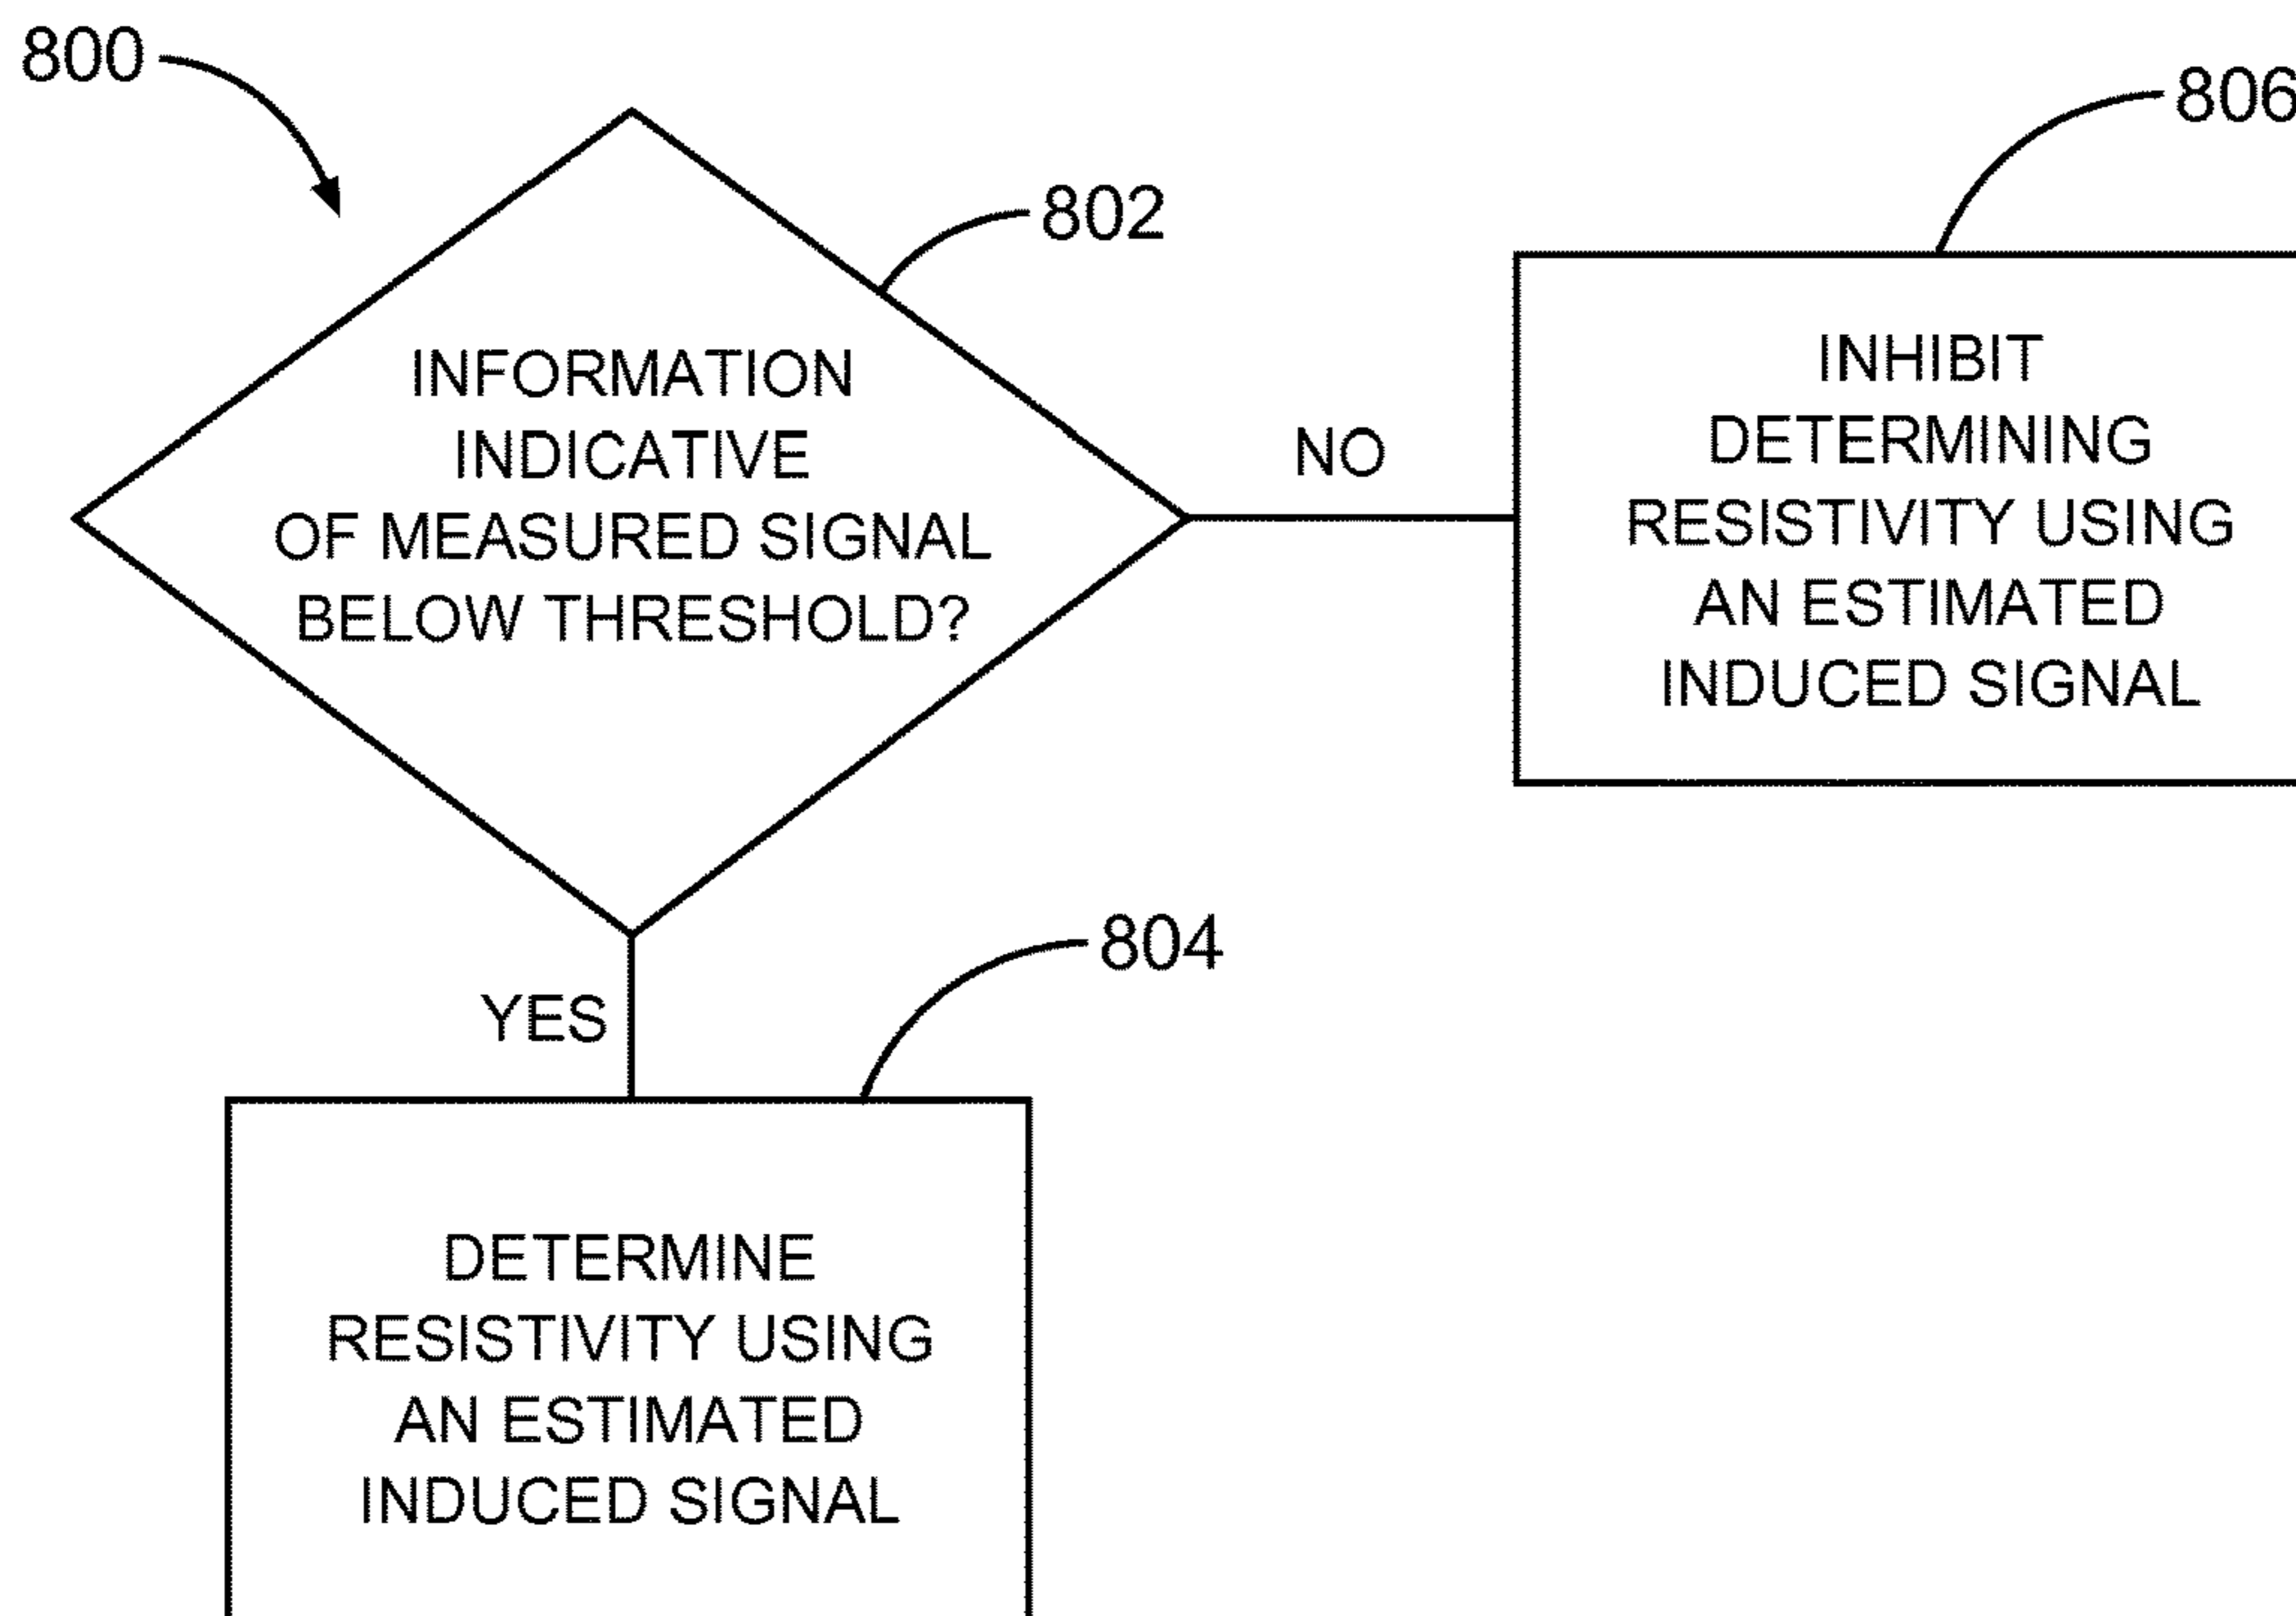 800
806
802
INFORMATION
INDICATIVE
OF MEASURED SIGNAL
BELOW THRESHOLD?
NO
INHIBIT
DETERMINING
RESISTIVITY USING
AN ESTIMATED
INDUCED SIGNAL
804
YES
DETERMINE
RESISTIVITY USING
AN ESTIMATED
INDUCED SIGNAL